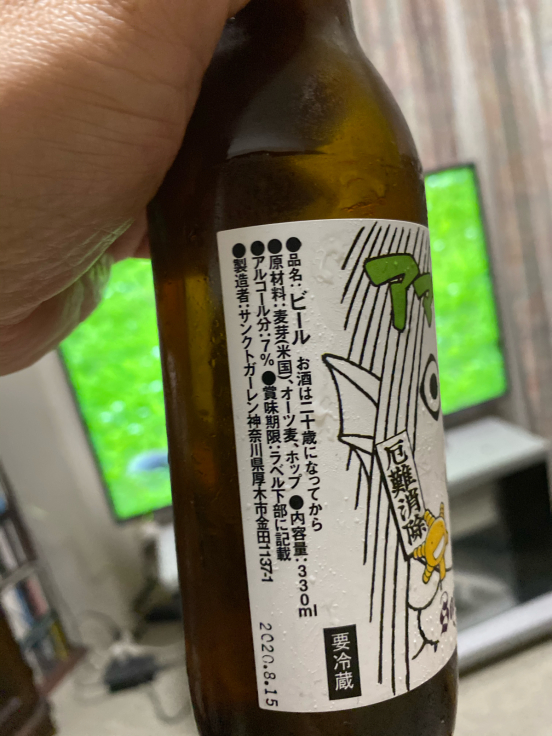 ●品名：ビール　お酒は二十歳になってから
●原材料：麦芽(米国)、オーツ麦、ホップ ●内容量：330ml
●アルコール分：7% ●賞味期限：ラベル下部に記載
●製造者：サンクトガーレン神奈川県厚木市金田1137-1
2020.8.15
要冷蔵
厄難消除
アマ